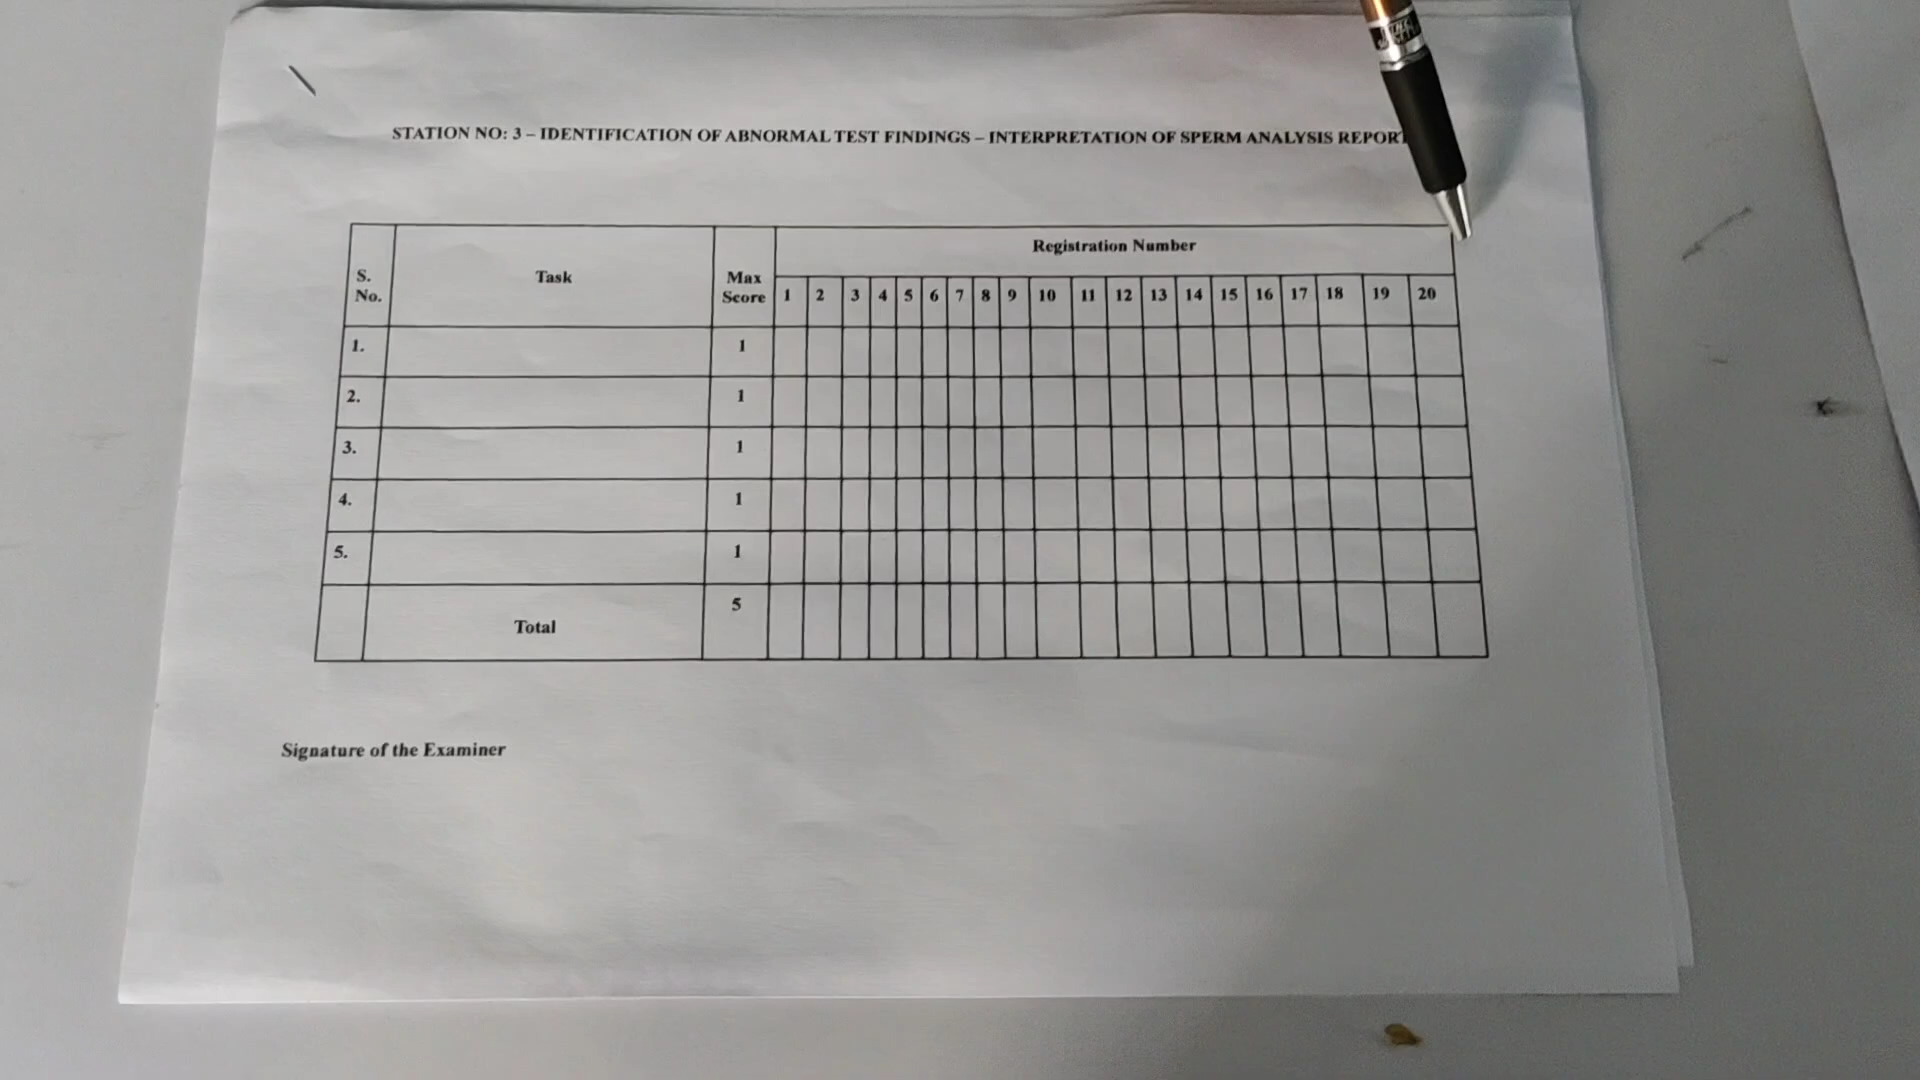 STATION NO: 3 – IDENTIFICATION OF ABNORMAL TEST FINDINGS – INTERPRETATION OF SPERM ANALYSIS REPORT
S. No. Task Max Score Registration Number
1 2 3 4 5 6 7 8 9 10 11 12 13 14 15 16 17 18 19 20
1. 1
2. 1
3. 1
4. 1
5. 1
Total 5
Signature of the Examiner